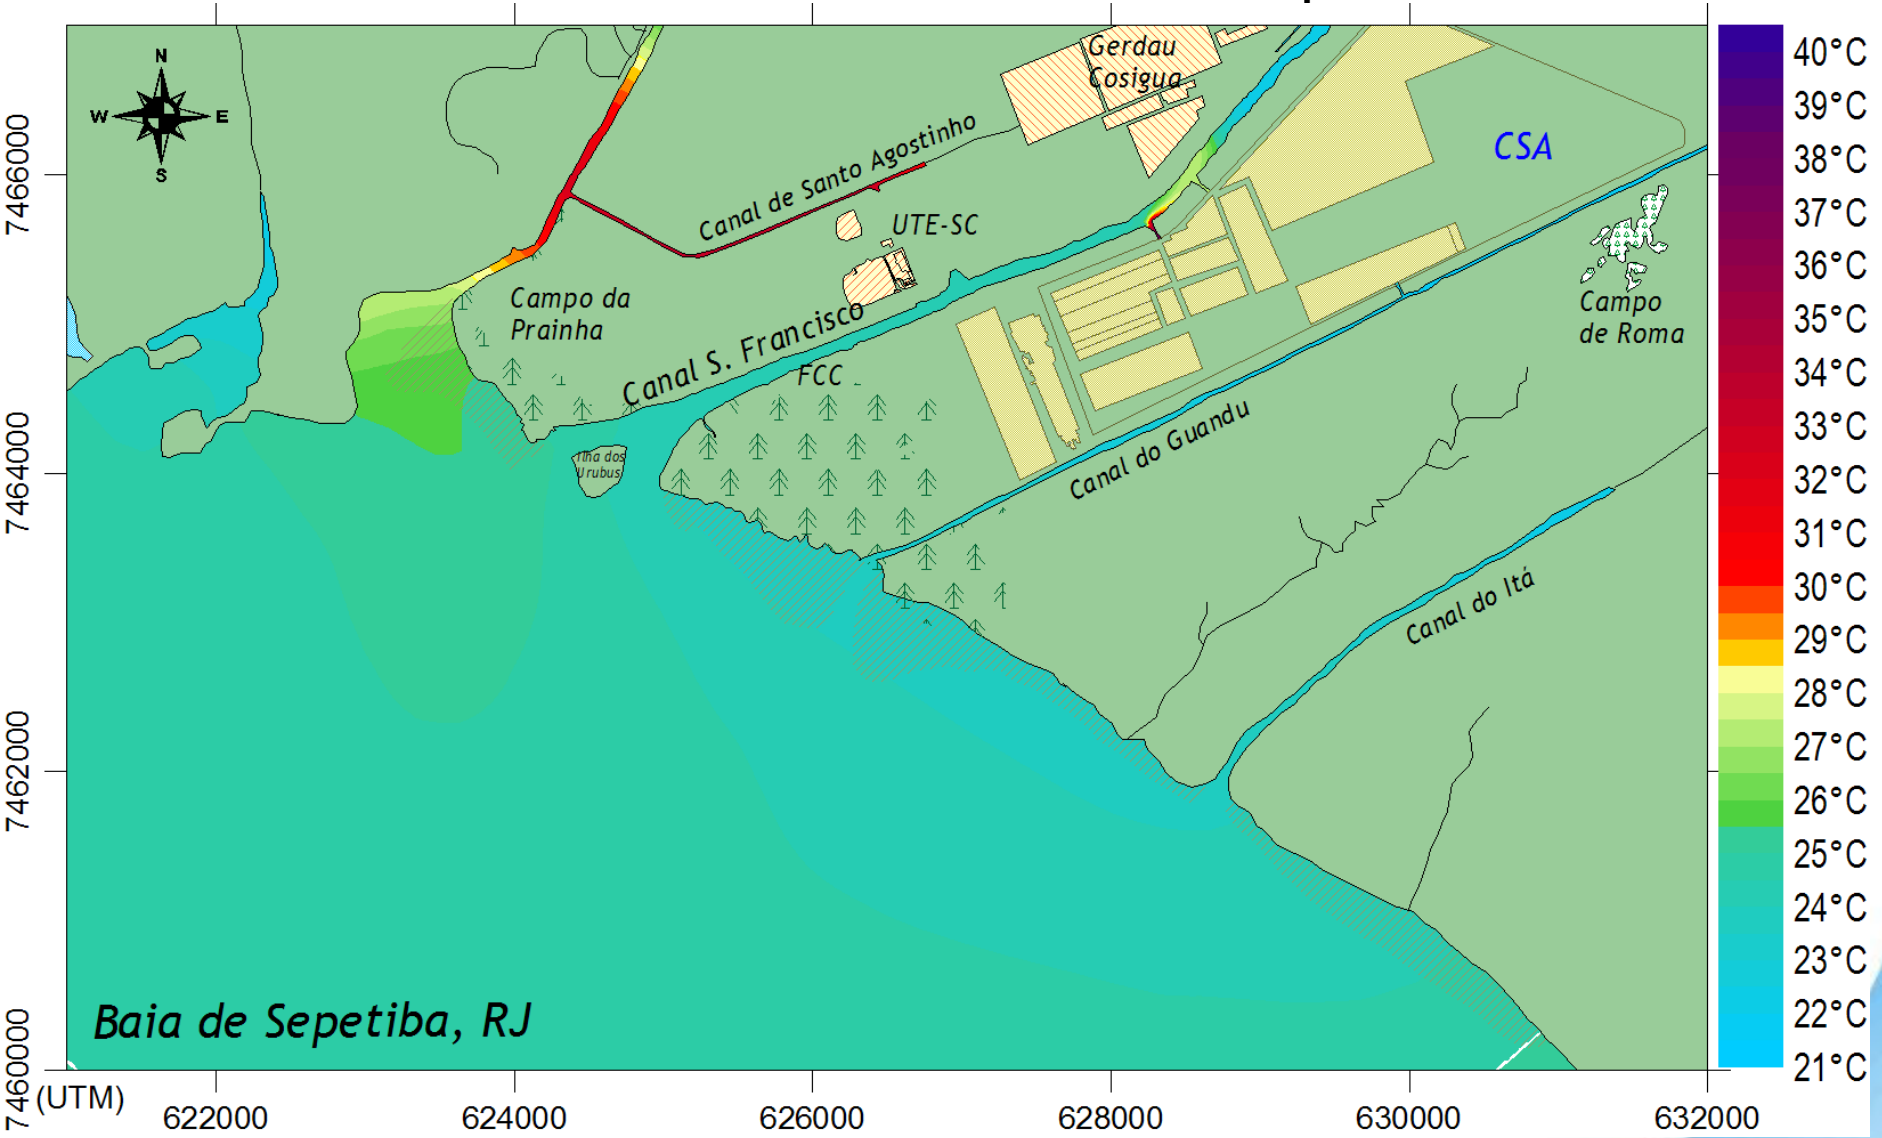 N
W
E
S
Gerdau
Cosigua
CSA
Canal de Santo Agostinho
UTE-SC
Campo da
Prainha
Campo
de Roma
Canal S. Francisco
FCC
Ilha dos
Urubus
Canal do Guandu
Canal do Itá
Baia de Sepetiba, RJ
7466000
7464000
7462000
7460000
(UTM)
622000
624000
626000
628000
630000
632000
40°C
39°C
38°C
37°C
36°C
35°C
34°C
33°C
32°C
31°C
30°C
29°C
28°C
27°C
26°C
25°C
24°C
23°C
22°C
21°C